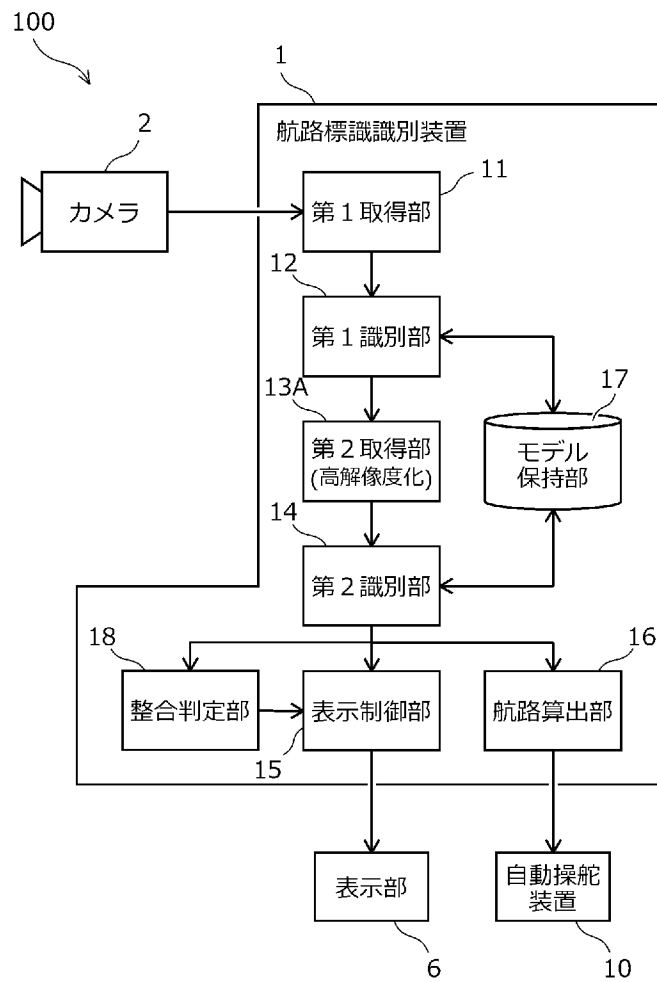 100
1
航路標識識別装置
2
カメラ
11
第１取得部
12
第１識別部
13A
第２取得部
(高解像度化)
17
モデル
保持部
14
第２識別部
18
整合判定部
15
表示制御部
16
航路算出部
表示部
6
自動操舵
装置
10